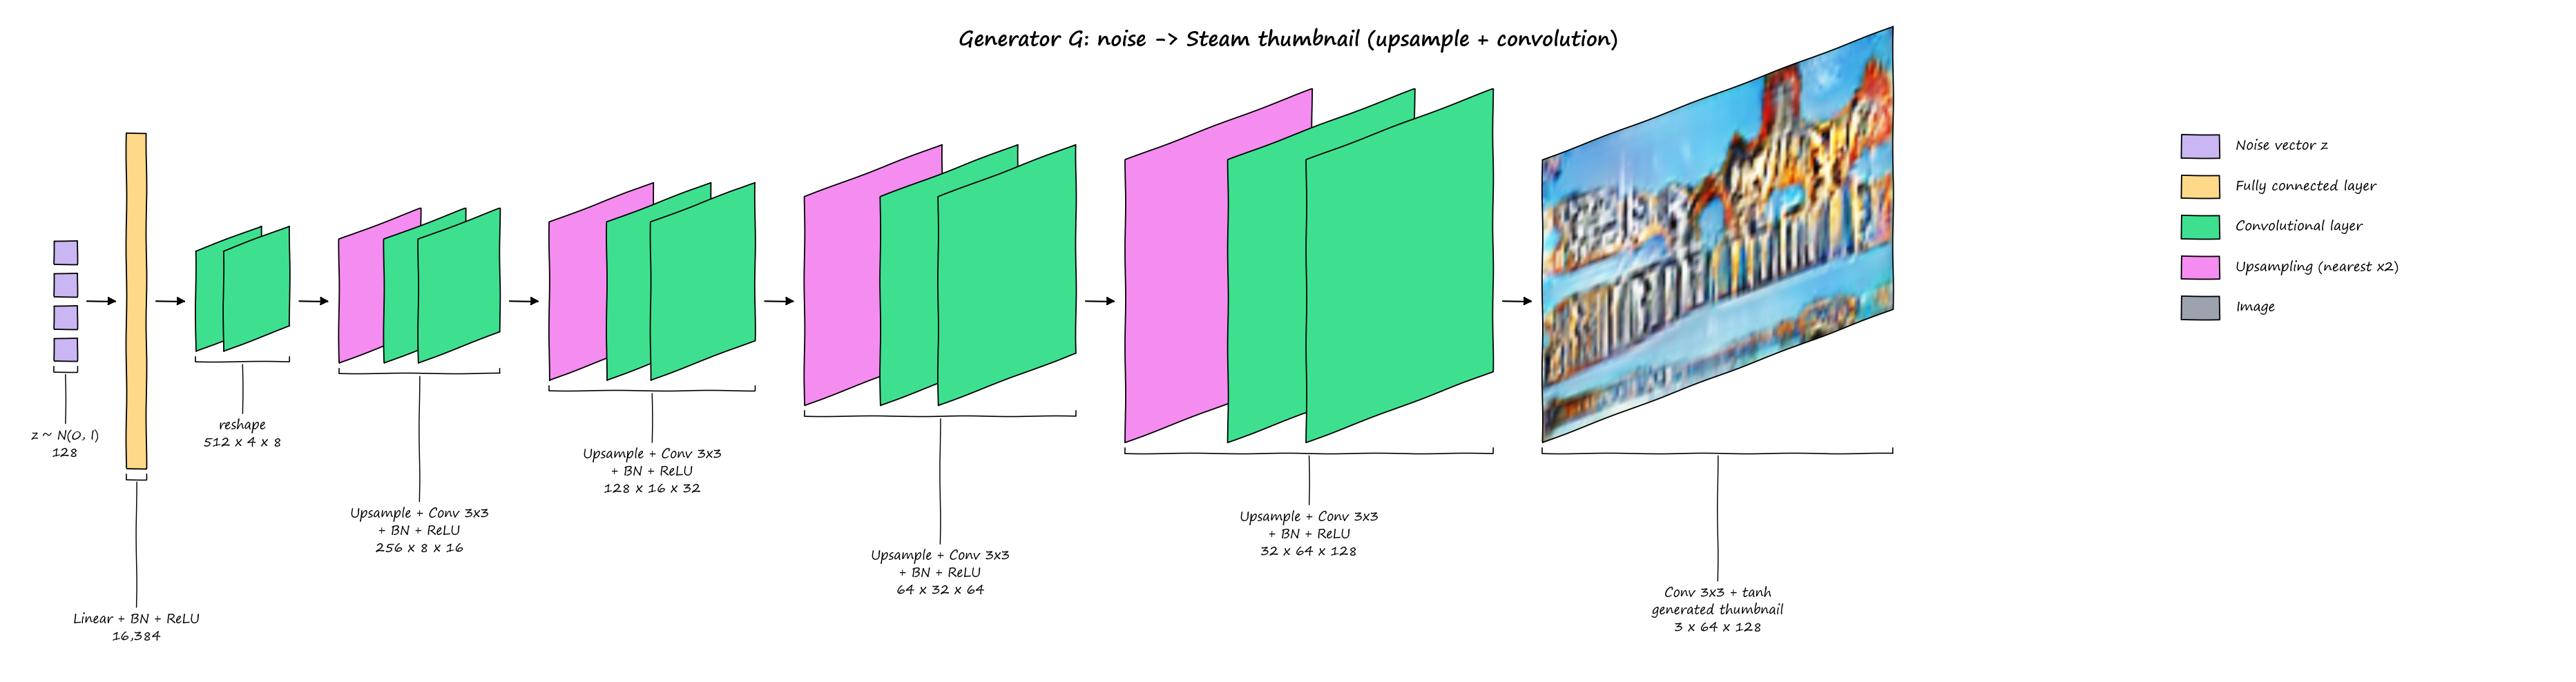 Generator G: noise -> Steam thumbnail (upsample + convolution)
z ~ N(0, I)
128
Linear + BN + ReLU
16,384
reshape
512 x 4 x 8
Upsample + Conv 3x3
+ BN + ReLU
256 x 8 x 16
Upsample + Conv 3x3
+ BN + ReLU
128 x 16 x 32
Upsample + Conv 3x3
+ BN + ReLU
64 x 32 x 64
Upsample + Conv 3x3
+ BN + ReLU
32 x 64 x 128
Conv 3x3 + tanh
generated thumbnail
3 x 64 x 128
Noise vector z
Fully connected layer
Convolutional layer
Upsampling (nearest x2)
Image